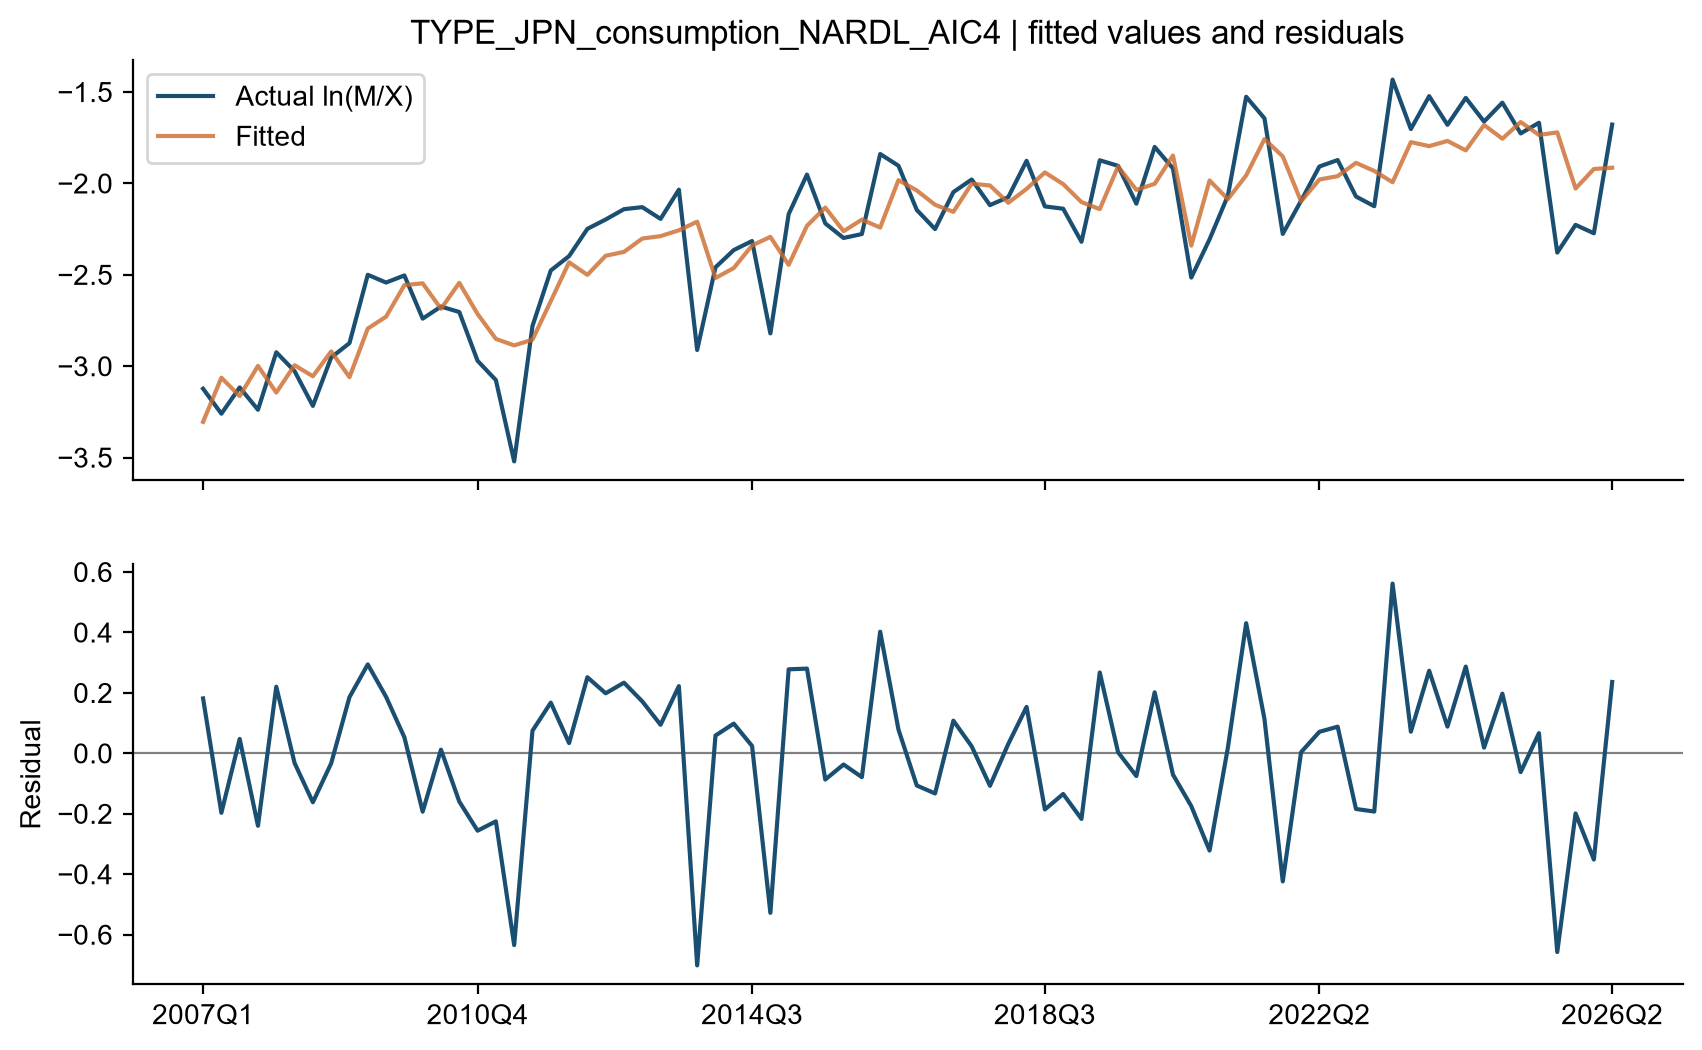 TYPE_JPN_consumption_NARDL_AIC4 | fitted values and residuals
Actual ln(M/X)
Fitted
−1.5
−2.0
−2.5
−3.0
−3.5
0.6
0.4
0.2
0.0
−0.2
−0.4
−0.6
Residual
2007Q1 2010Q4 2014Q3 2018Q3 2022Q2 2026Q2